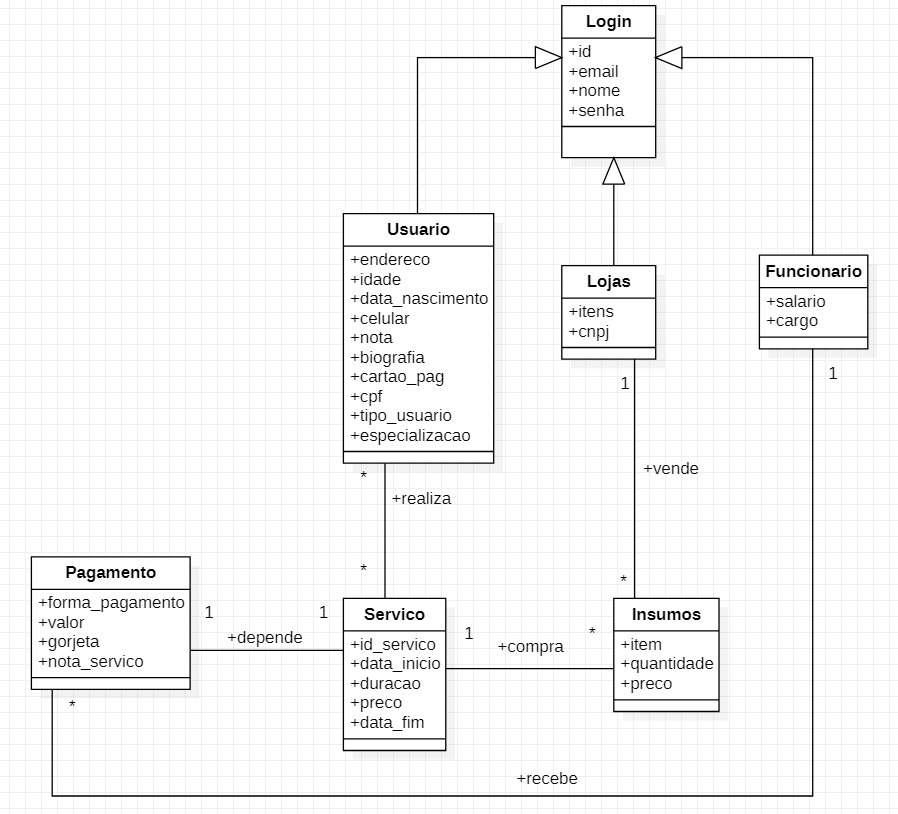 Login
+id
+email
+nome
+senha
Usuario
+endereco
+idade
+data_nascimento
+celular
+nota
+biografia
+cartao_pag
+cpf
+tipo_usuario
+especializacao
Lojas
+itens
+cnpj
Funcionario
+salario
+cargo
1
1
+vende
*
+realiza
*
*
Pagamento
+forma_pagamento
+valor
+gorjeta
+nota_servico
1
1
+depende
Servico
+id_servico
+data_inicio
+duracao
+preco
+data_fim
1
*
+compra
Insumos
+item
+quantidade
+preco
*
+recebe